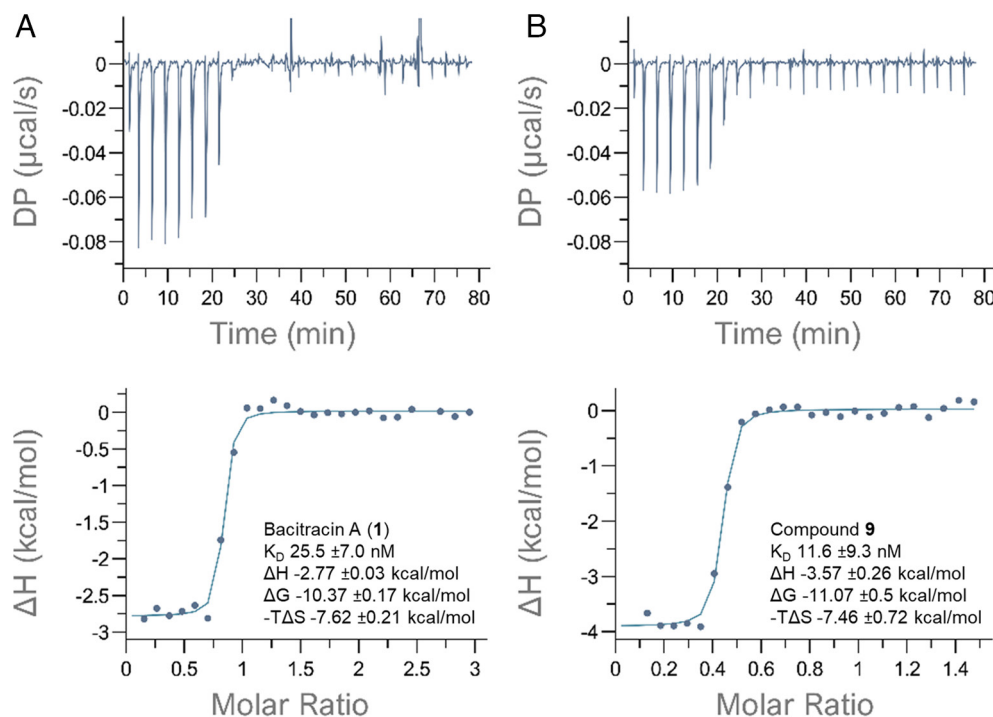 A
DP (µcal/s)
0
-0.02
-0.04
-0.06
-0.08
0 10 20 30 40 50 60 70 80
Time (min)
B
DP (µcal/s)
0
-0.02
-0.04
-0.06
-0.08
0 10 20 30 40 50 60 70 80
Time (min)
ΔH (kcal/mol)
0
-0.5
-1
-1.5
-2
-2.5
-3
Bacitracin A (1)
KD 25.5 ±7.0 nM
ΔH -2.77 ±0.03 kcal/mol
ΔG -10.37 ±0.17 kcal/mol
-TΔS -7.62 ±0.21 kcal/mol
0 0.5 1 1.5 2 2.5 3
Molar Ratio
ΔH (kcal/mol)
0
-1
-2
-3
-4
Compound 9
KD 11.6 ±9.3 nM
ΔH -3.57 ±0.26 kcal/mol
ΔG -11.07 ±0.5 kcal/mol
-TΔS -7.46 ±0.72 kcal/mol
0 0.2 0.4 0.6 0.8 1 1.2 1.4
Molar Ratio